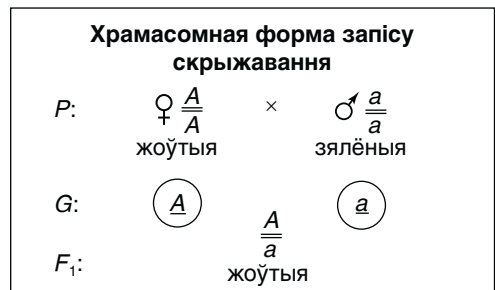 Храмасомная форма запісу
скрыжавання
P: ♀ A/A × ♂ a/a
жоўтыя зялёныя
G: A a
A/a
F₁: жоўтыя